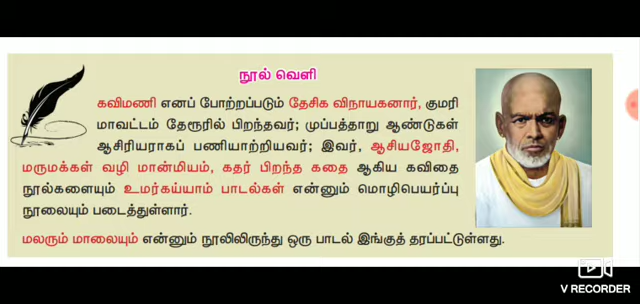 நூல் வெளி
கவிமணி எனப் போற்றப்படும் தேசிக விநாயகனார், குமரி
மாவட்டம் தேரூரில் பிறந்தவர்; முப்பத்தாறு ஆண்டுகள்
ஆசிரியராகப் பணியாற்றியவர்; இவர், ஆசியஜோதி,
மருமக்கள் வழி மான்மியம், கதர் பிறந்த கதை ஆகிய கவிதை
நூல்களையும் உமர்கய்யாம் பாடல்கள் என்னும் மொழிபெயர்ப்பு
நூலையும் படைத்துள்ளார்.
மலரும் மாலையும் என்னும் நூலிலிருந்து ஒரு பாடல் இங்குத் தரப்பட்டுள்ளது.
V RECORDER